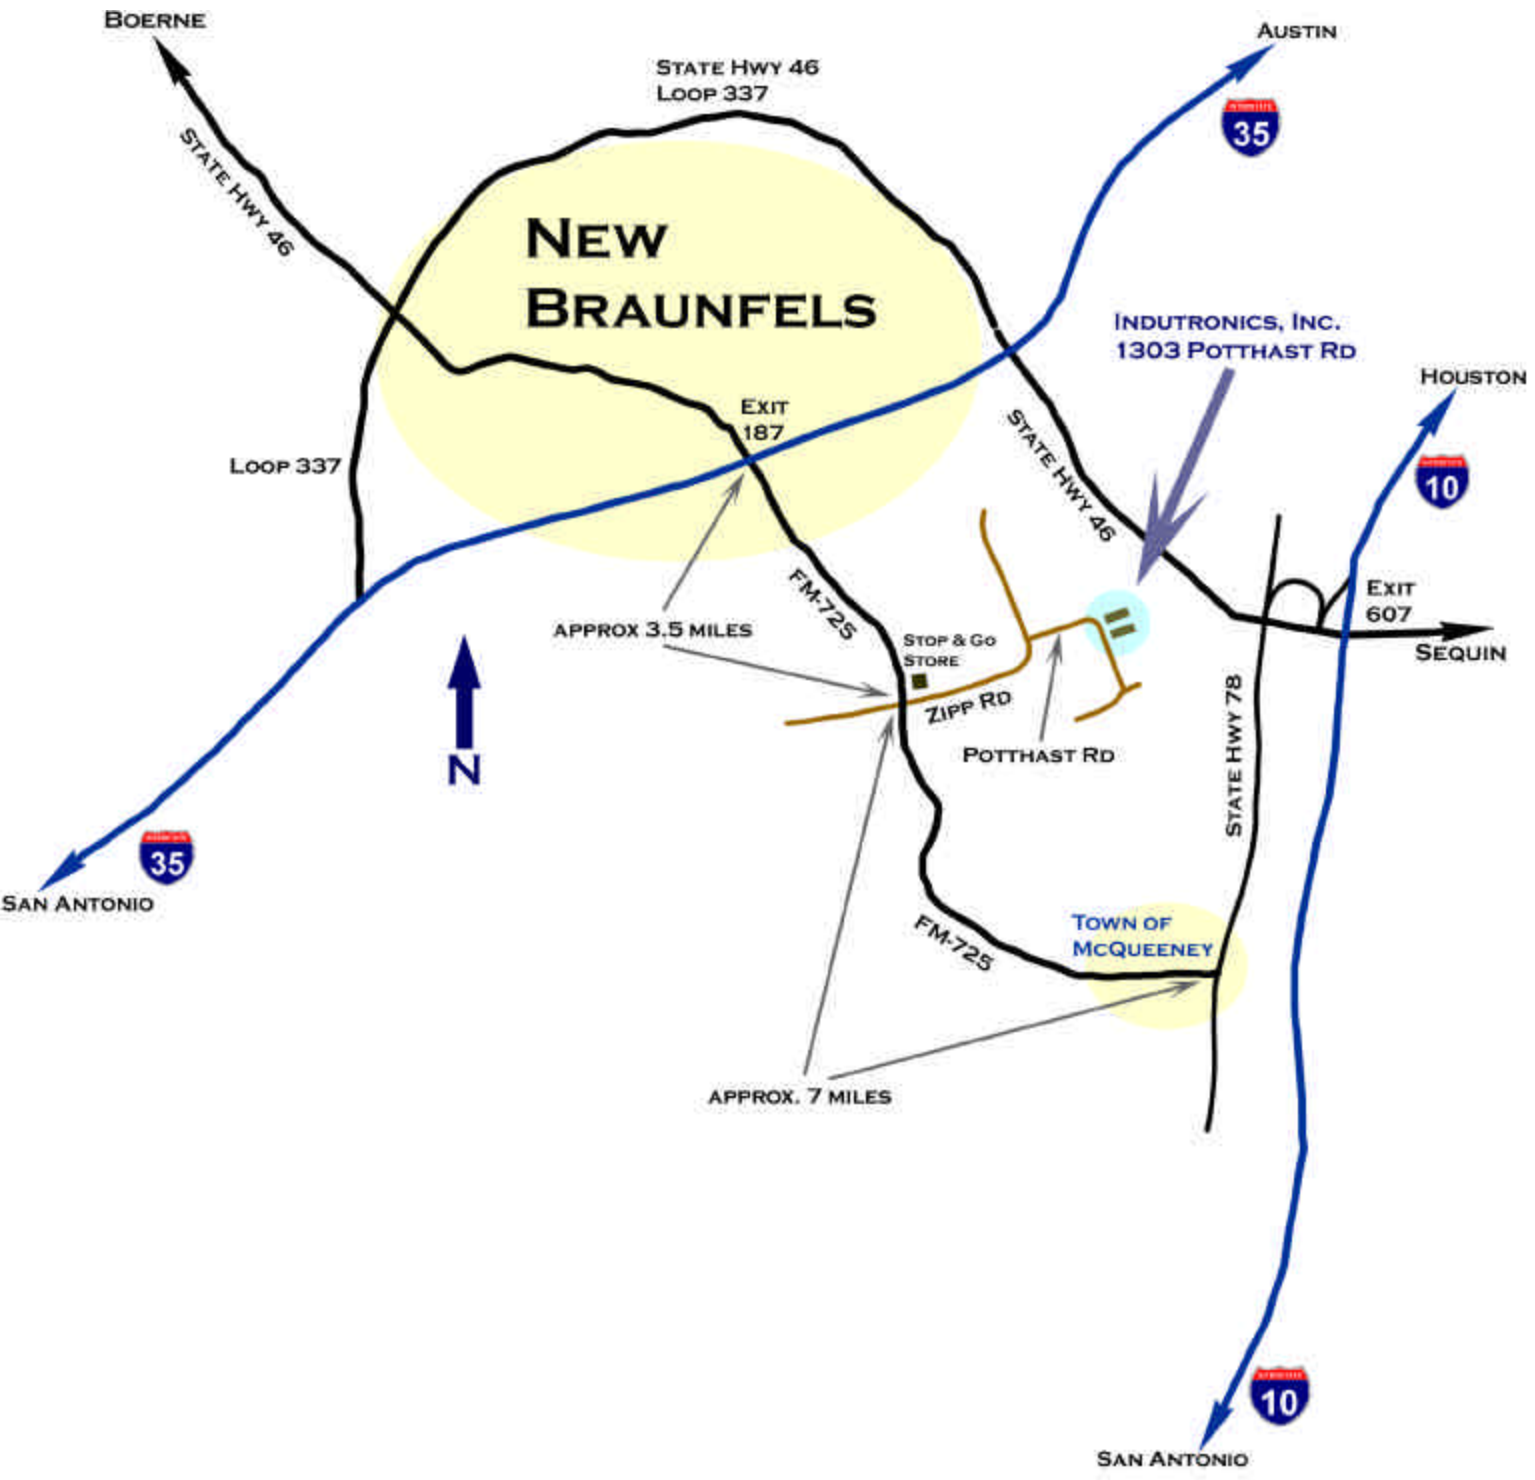 BOERNE
AUSTIN
STATE HWY 46
LOOP 337
35
STATE HWY 46
NEW
BRAUNFELS
INDUTRONICS, INC.
1303 POTTHAST RD
HOUSTON
EXIT
187
LOOP 337
STATE HWY 46
10
FM-725
EXIT
607
APPROX 3.5 MILES
STOP & GO
STORE
SEQUIN
ZIPP RD
STATE HWY 78
POTTHAST RD
N
35
SAN ANTONIO
TOWN OF
MCQUEENEY
FM-725
APPROX. 7 MILES
10
SAN ANTONIO